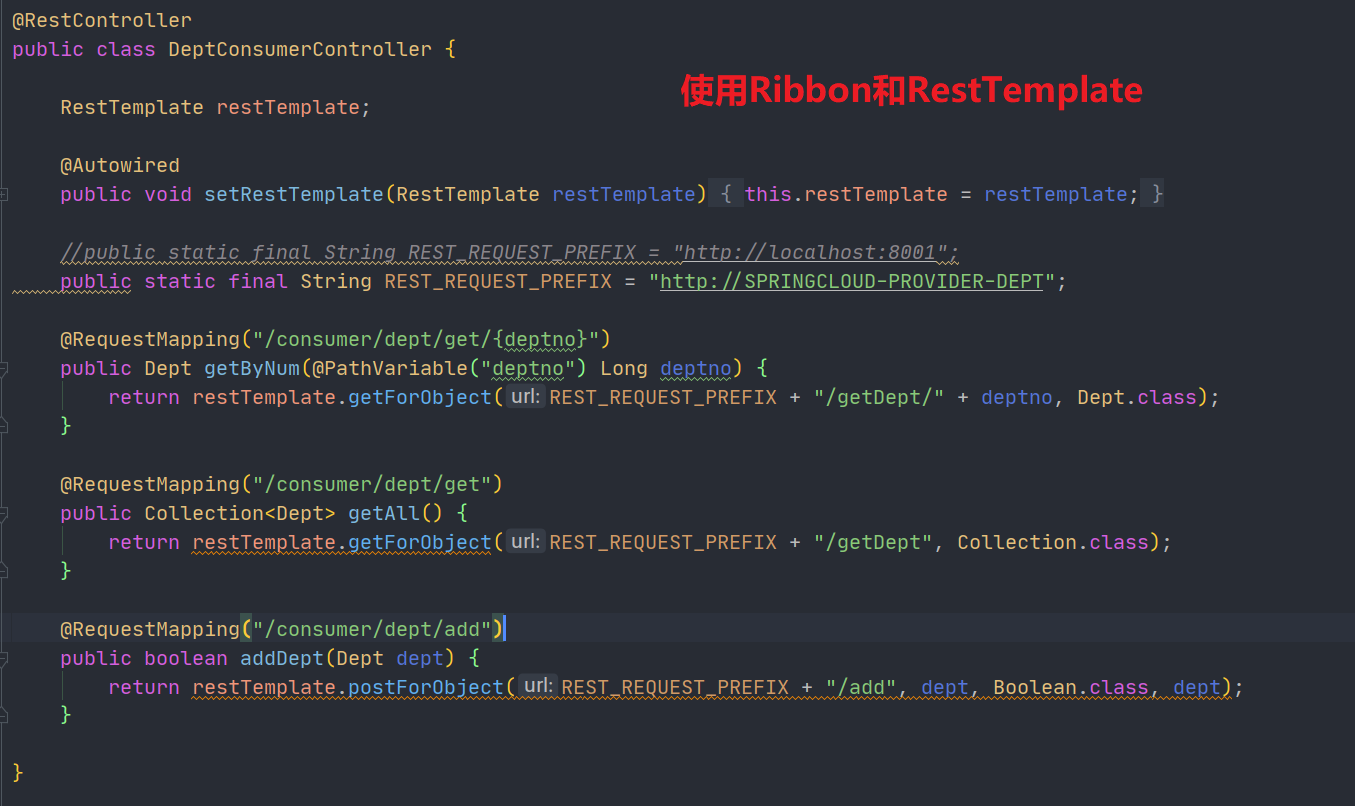 @RestController
public class DeptConsumerController {
使用Ribbon和RestTemplate
RestTemplate restTemplate;
@Autowired
public void setRestTemplate(RestTemplate restTemplate) { this.restTemplate = restTemplate; }
//public static final String REST_REQUEST_PREFIX = "http://localhost:8001";
public static final String REST_REQUEST_PREFIX = "http://SPRINGCLOUD-PROVIDER-DEPT";
@RequestMapping("/consumer/dept/get/{deptno}")
public Dept getByNum(@PathVariable("deptno") Long deptno) {
return restTemplate.getForObject( url: REST_REQUEST_PREFIX + "/getDept/" + deptno, Dept.class);
}
@RequestMapping("/consumer/dept/get")
public Collection<Dept> getAll() {
return restTemplate.getForObject( url: REST_REQUEST_PREFIX + "/getDept", Collection.class);
}
@RequestMapping("/consumer/dept/add")
public boolean addDept(Dept dept) {
return restTemplate.postForObject( url: REST_REQUEST_PREFIX + "/add", dept, Boolean.class, dept);
}
}